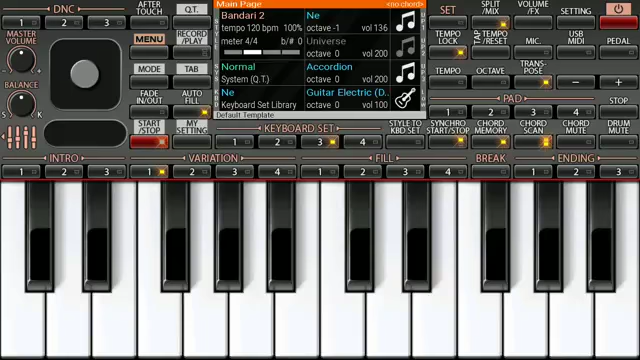 DNC
1 2 3
AFTER TOUCH
Q.T.
MASTER VOLUME
MENU
RECORD /PLAY
MODE
TAB
BALANCE
S K
FADE IN/OUT
AUTO FILL
START /STOP
MY SETTING
Main Page
<no chord>
Bandari 2
tempo 120 bpm 100%
meter 4/4 b/# 0
Normal
System (Q.T.)
Ne
Keyboard Set Library
Default Template
Ne
octave -1 vol 136
Universe
octave 0 vol 200
Accordion
octave 0 vol 200
Guitar Electric (D..
octave 0 vol 100
SET
SPLIT /MIX
VOLUME /FX
SETTING
TEMPO LOCK
TEMPO /RESET
MIC.
USB MIDI
PEDAL
TEMPO
OCTAVE
TRANS- POSE
− +
PAD
1 2 3 4
STOP
KEYBOARD SET
1 2 3 4
STYLE TO KBD SET
SYNCHRO START/STOP
CHORD MEMORY
CHORD SCAN
CHORD MUTE
DRUM MUTE
INTRO
VARIATION
FILL
BREAK
ENDING
1 2 3 1 2 3 4 1 2 3 4 1 2 3